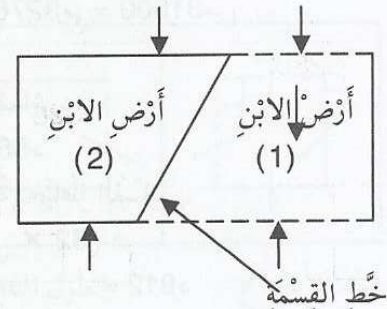 أَرْضْ الابْنِ
(1)
أَرْضِ الابْنِ
(2)
خَّط القِسْمْة